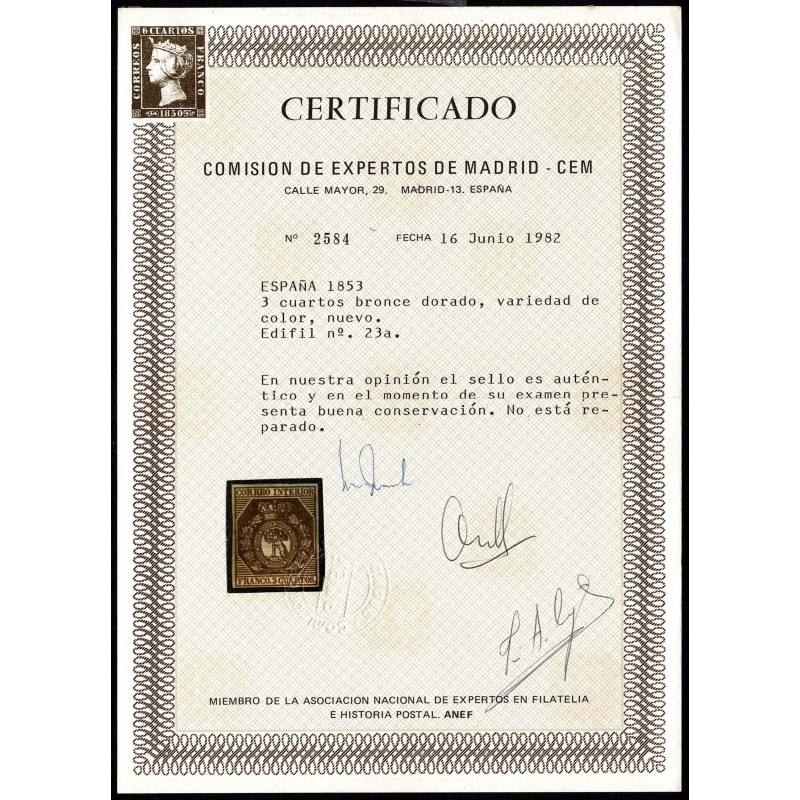 6 CUARTOS
CORREOS
FRANCO
1850
CERTIFICADO
COMISION DE EXPERTOS DE MADRID - CEM
CALLE MAYOR, 29. MADRID-13. ESPAÑA
Nº 2584 FECHA 16 Junio 1982
ESPAÑA 1853
3 cuartos bronce dorado, variedad de
color, nuevo.
Edifil nº. 23a.
En nuestra opinión el sello es autén-
tico y en el momento de su examen pre-
senta buena conservación. No está re-
parado.
CORREO INTERIOR
FRANCO.3 CUARTOS
MIEMBRO DE LA ASOCIACION NACIONAL DE EXPERTOS EN FILATELIA
E HISTORIA POSTAL. ANEF